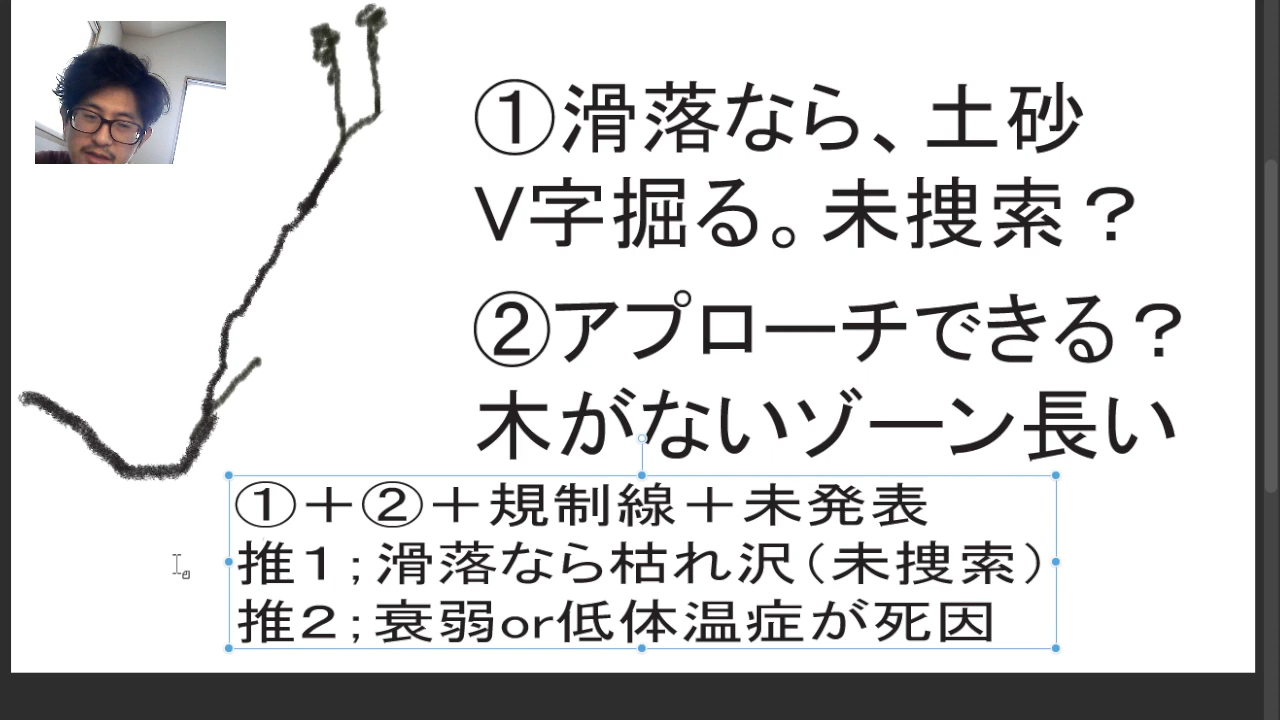 ①滑落なら、土砂
V字掘る。未捜索？
②アプローチできる？
木がないゾーン長い
①＋②＋規制線＋未発表
推1；滑落なら枯れ沢（未捜索）
推2；衰弱or低体温症が死因